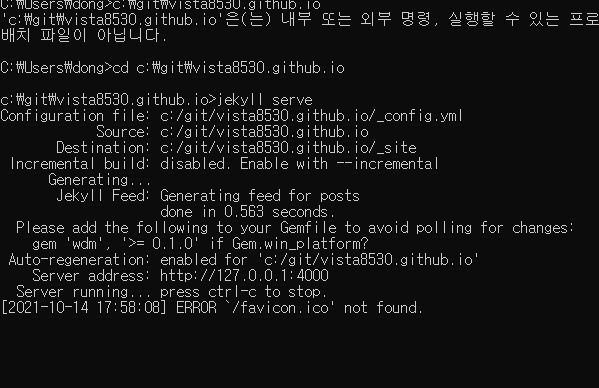 C:₩Users₩dong>c:₩git₩vista8530.github.io
'c:₩git₩vista8530.github.io'은(는) 내부 또는 외부 명령, 실행할 수 있는 프로
배치 파일이 아닙니다.
C:₩Users₩dong>cd c:₩git₩vista8530.github.io
c:₩git₩vista8530.github.io>jekyll serve
Configuration file: c:/git/vista8530.github.io/_config.yml
Source: c:/git/vista8530.github.io
Destination: c:/git/vista8530.github.io/_site
Incremental build: disabled. Enable with --incremental
Generating...
Jekyll Feed: Generating feed for posts
done in 0.563 seconds.
Please add the following to your Gemfile to avoid polling for changes:
gem 'wdm', '>= 0.1.0' if Gem.win_platform?
Auto-regeneration: enabled for 'c:/git/vista8530.github.io'
Server address: http://127.0.0.1:4000
Server running... press ctrl-c to stop.
[2021-10-14 17:58:08] ERROR `/favicon.ico' not found.